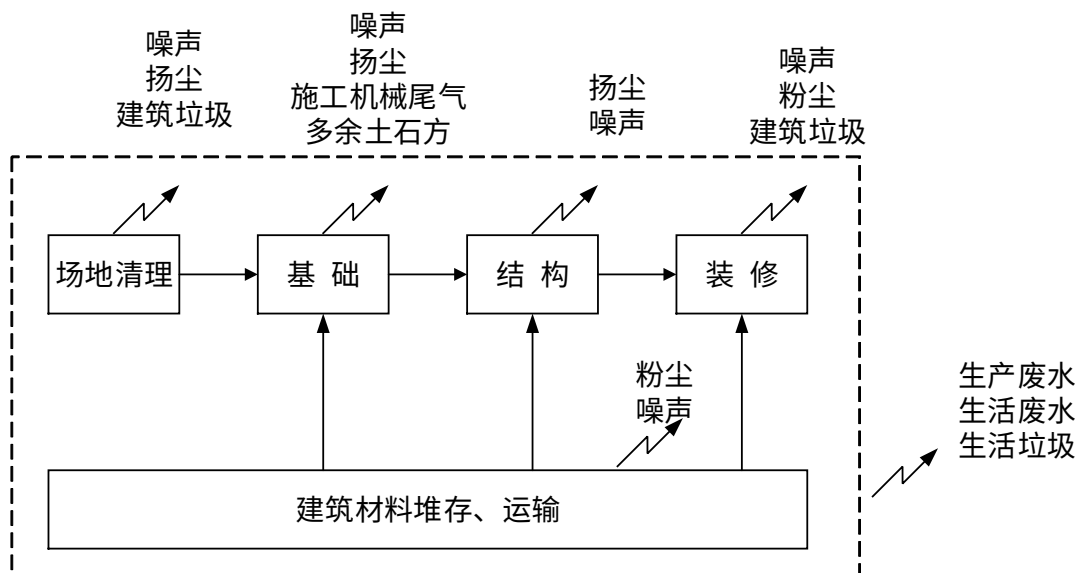 噪声
扬尘
建筑垃圾
噪声
扬尘
施工机械尾气
多余土石方
扬尘
噪声
噪声
粉尘
建筑垃圾
场地清理
基 础
结 构
装 修
粉尘
噪声
生产废水
生活废水
生活垃圾
建筑材料堆存、运输